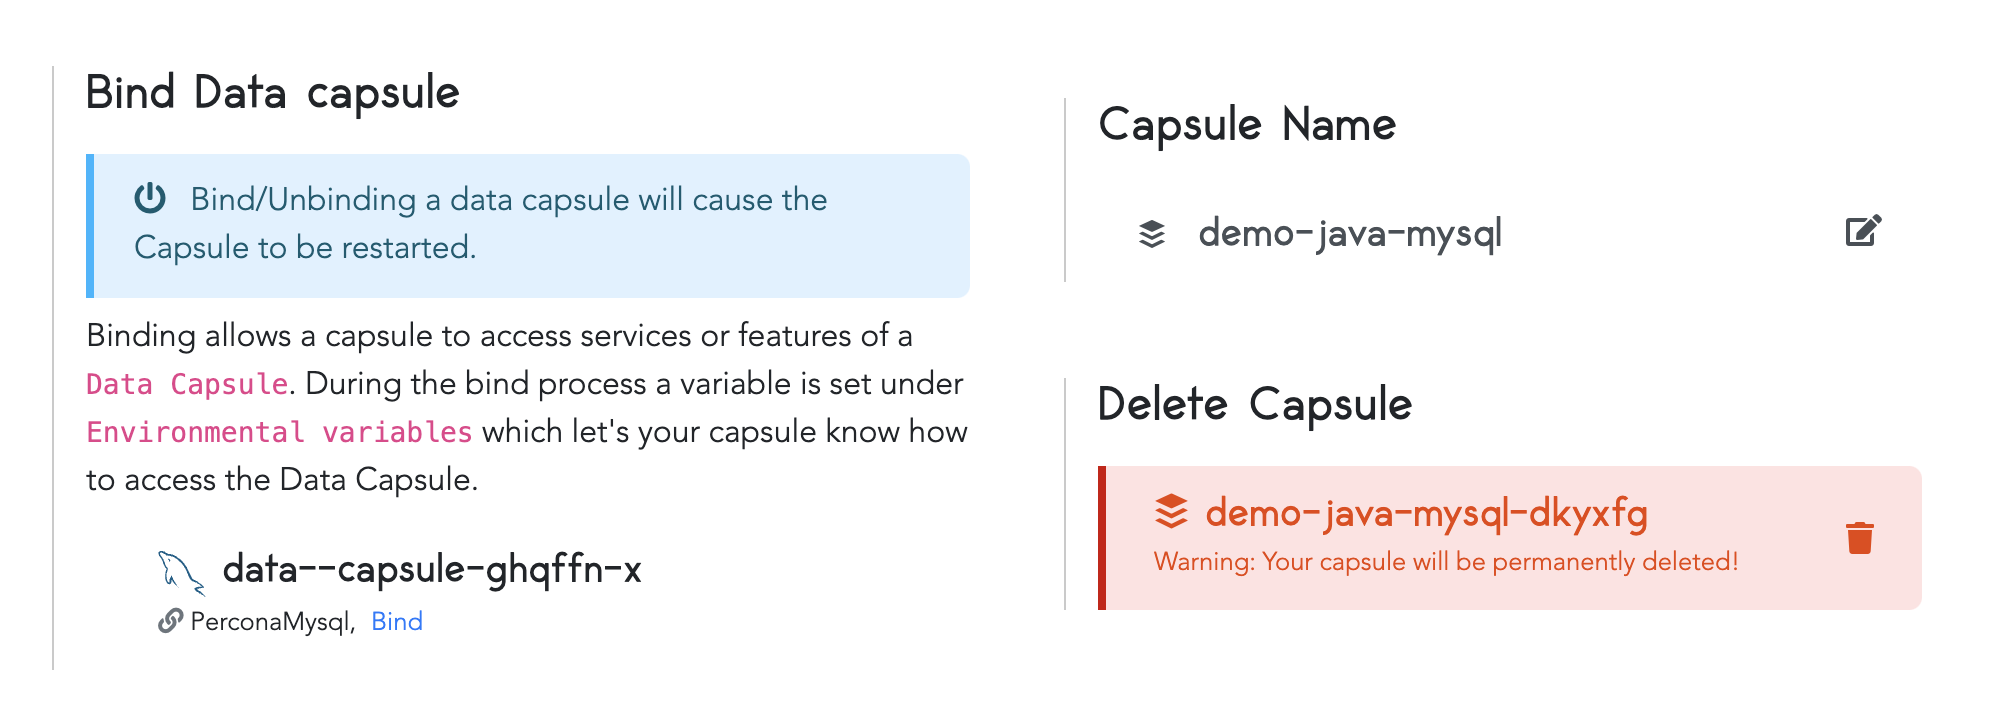 Bind Data capsule
Bind/Unbinding a data capsule will cause the
Capsule to be restarted.
Binding allows a capsule to access services or features of a
Data Capsule. During the bind process a variable is set under
Environmental variables which let's your capsule know how
to access the Data Capsule.
data--capsule-ghqffn-x
PerconaMysql, Bind
Capsule Name
demo-java-mysql
Delete Capsule
demo-java-mysql-dkyxfg
Warning: Your capsule will be permanently deleted!